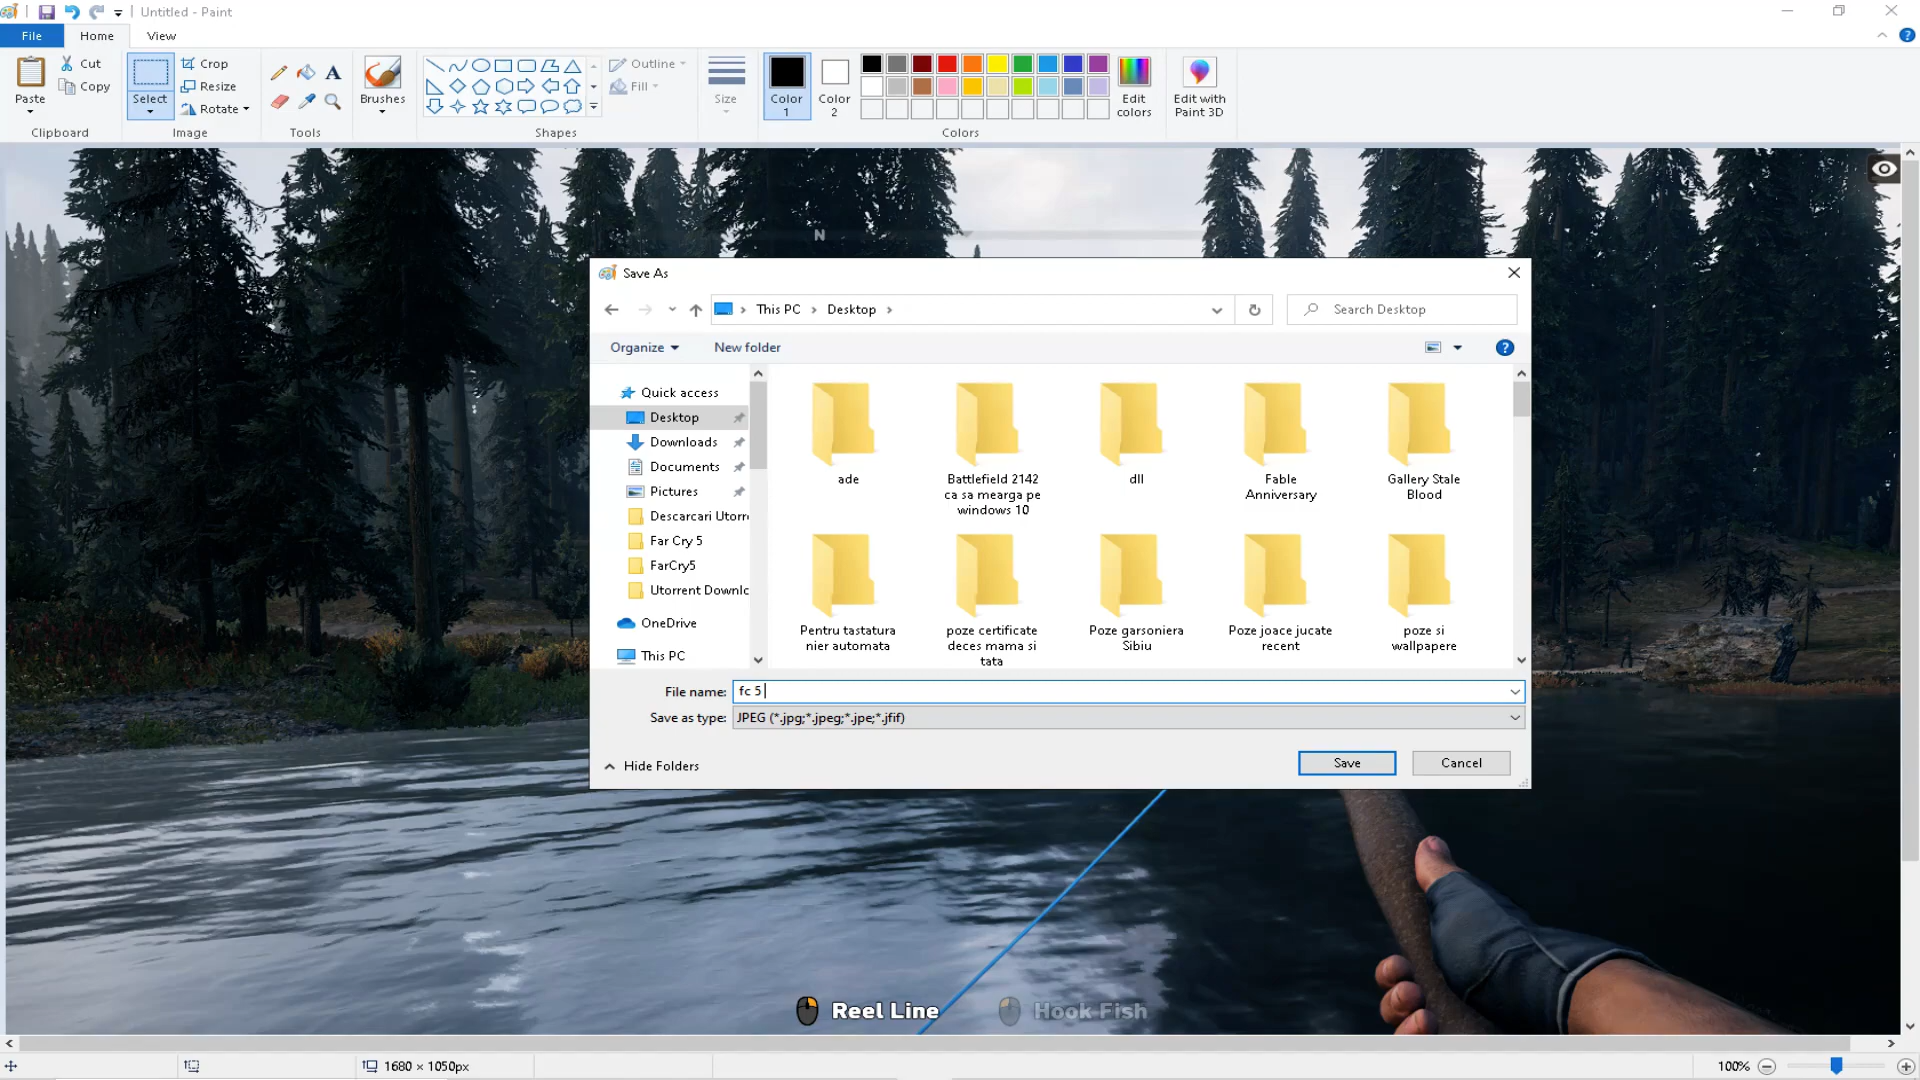 Untitled - Paint
File
Home
View
Paste
Cut
Copy
Clipboard
Select
Crop
Resize
Rotate
Image
Tools
Brushes
Outline
Fill
Shapes
Size
Color
1
Color
2
Edit
colors
Colors
Edit with
Paint 3D
N
Save As
This PC
Desktop
Search Desktop
Organize
New folder
Quick access
Desktop
Downloads
Documents
Pictures
Descarcari Utorre
Far Cry 5
FarCry5
Utorrent Downlo
OneDrive
This PC
ade
Battlefield 2142
ca sa mearga pe
windows 10
dll
Fable
Anniversary
Gallery Stale
Blood
Pentru tastatura
nier automata
poze certificate
deces mama si
tata
Poze garsoniera
Sibiu
Poze joace jucate
recent
poze si
wallpapere
File name:
fc 5
Save as type:
JPEG (*.jpg;*.jpeg;*.jpe;*.jfif)
Hide Folders
Save
Cancel
Reel Line
Hook Fish
1680 × 1050px
100%